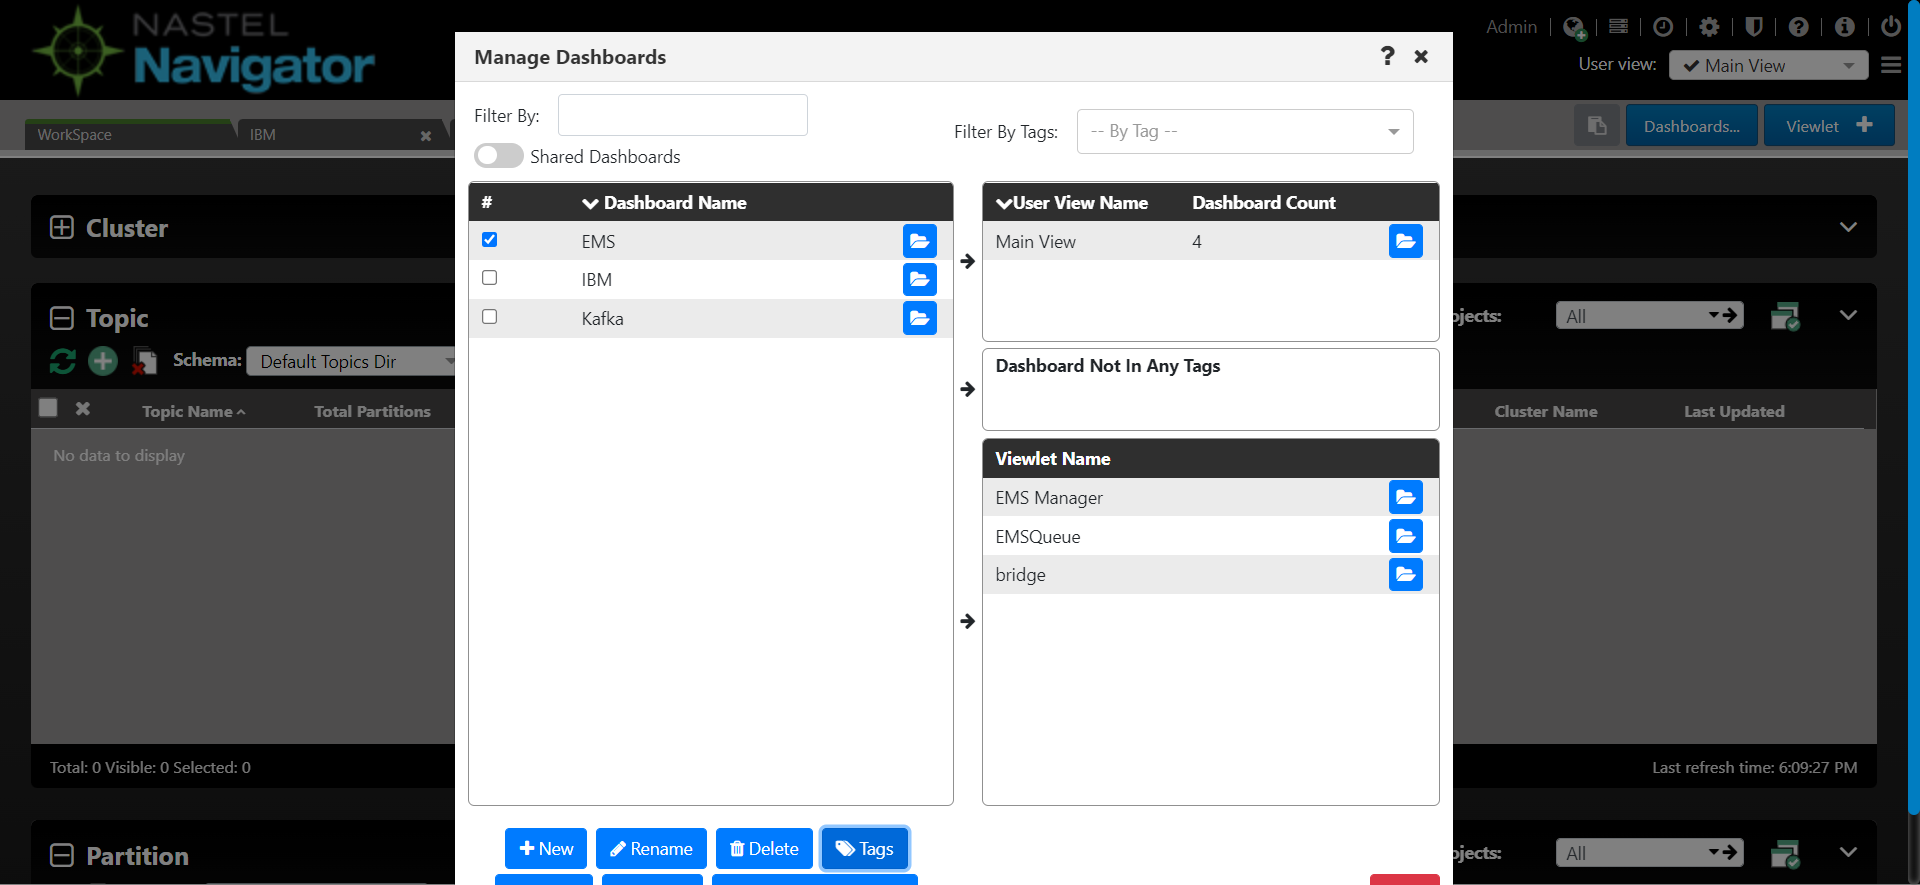 NASTEL
Navigator
Admin
User view: Main View
WorkSpace
IBM
Dashboards...
Viewlet
Manage Dashboards
Filter By:
Shared Dashboards
Filter By Tags:
-- By Tag --
# Dashboard Name
EMS
IBM
Kafka
User View Name Dashboard Count
Main View 4
Dashboard Not In Any Tags
Viewlet Name
EMS Manager
EMSQueue
bridge
New Rename Delete Tags
Cluster
Topic
Schema: Default Topics Dir
jects: All
Topic Name Total Partitions
Cluster Name Last Updated
No data to display
Total: 0 Visible: 0 Selected: 0
Last refresh time: 6:09:27 PM
Partition
jects: All